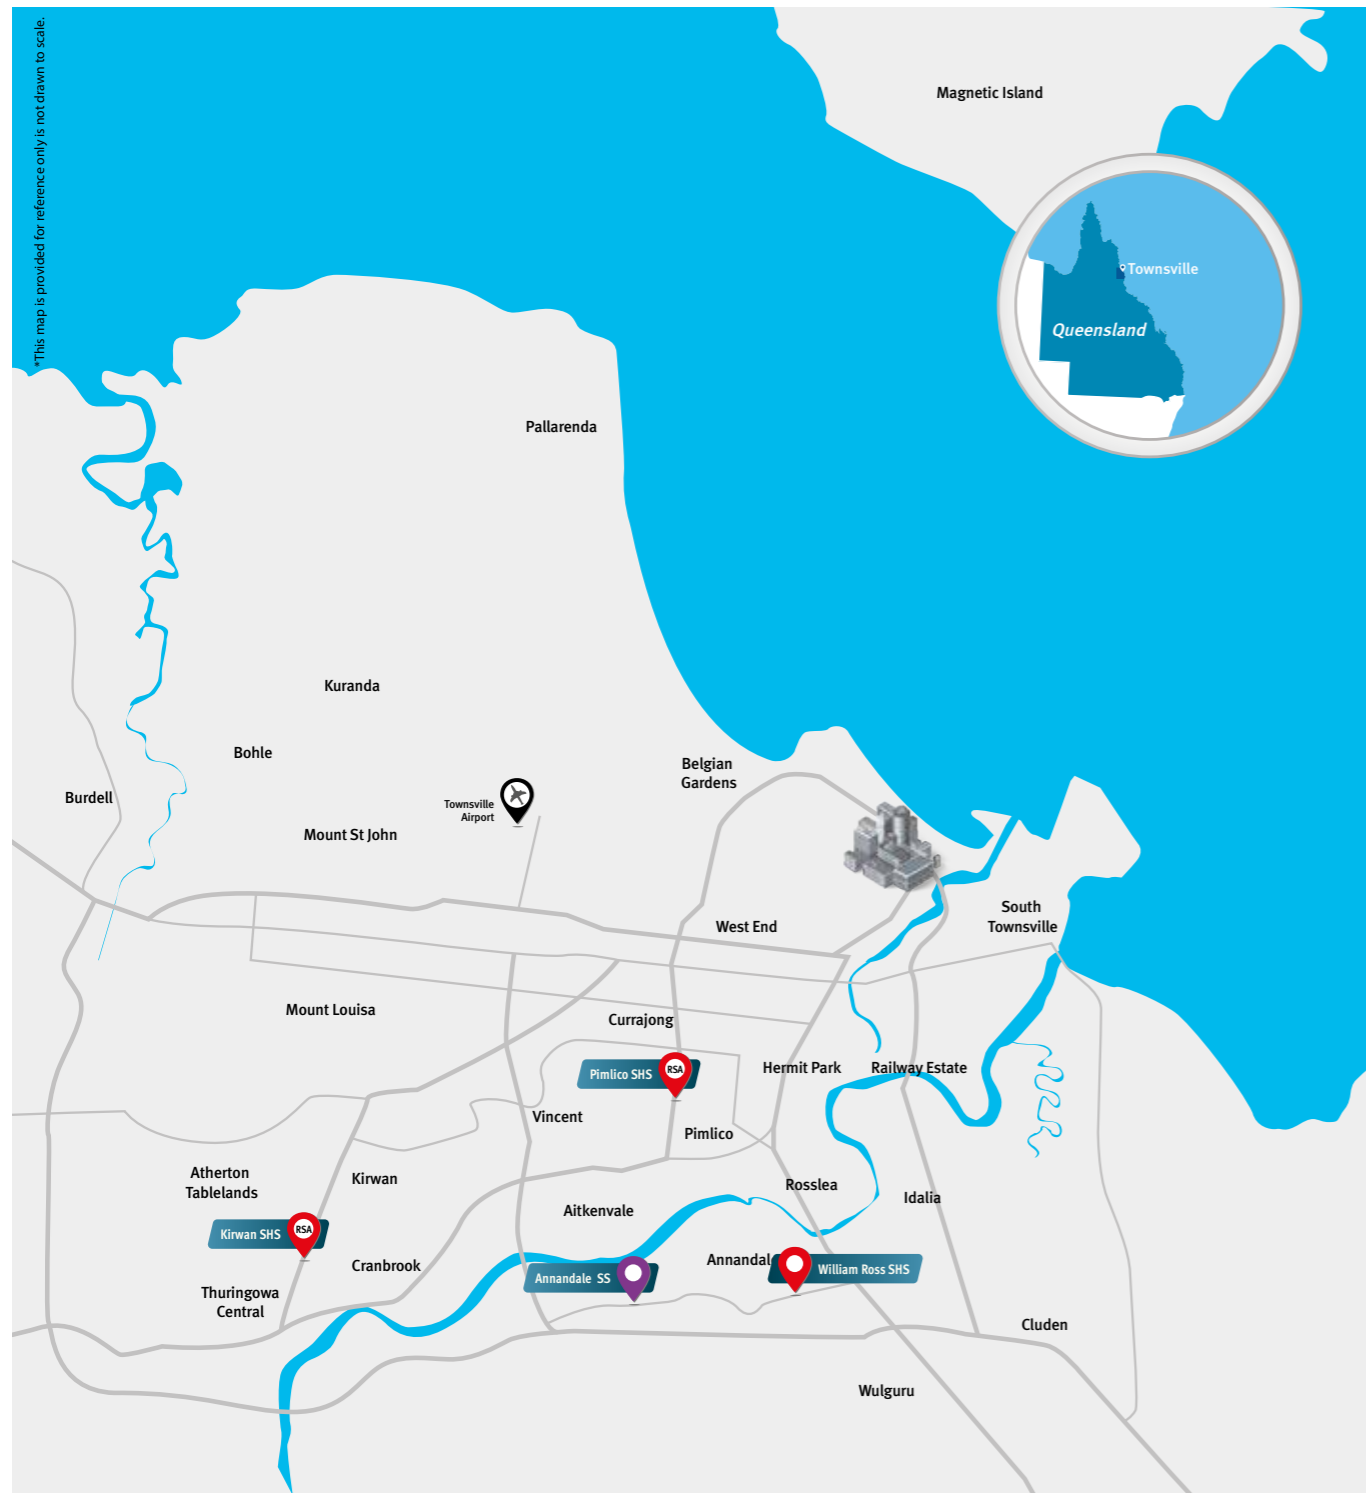 *This map is provided for reference only is not drawn to scale.
Magnetic Island
Townsville
Queensland
Pallarenda
Kuranda
Bohle
Belgian
Gardens
Burdell
Townsville
Airport
Mount St John
South
Townsville
West End
Mount Louisa
Currajong
Pimlico SHS
RSA
Hermit Park
Railway Estate
Vincent
Pimlico
Atherton
Tablelands
Kirwan
Rosslea
Idalia
Aitkenvale
Kirwan SHS
RSA
Cranbrook
Annandal
William Ross SHS
Annandale SS
Thuringowa
Central
Cluden
Wulguru